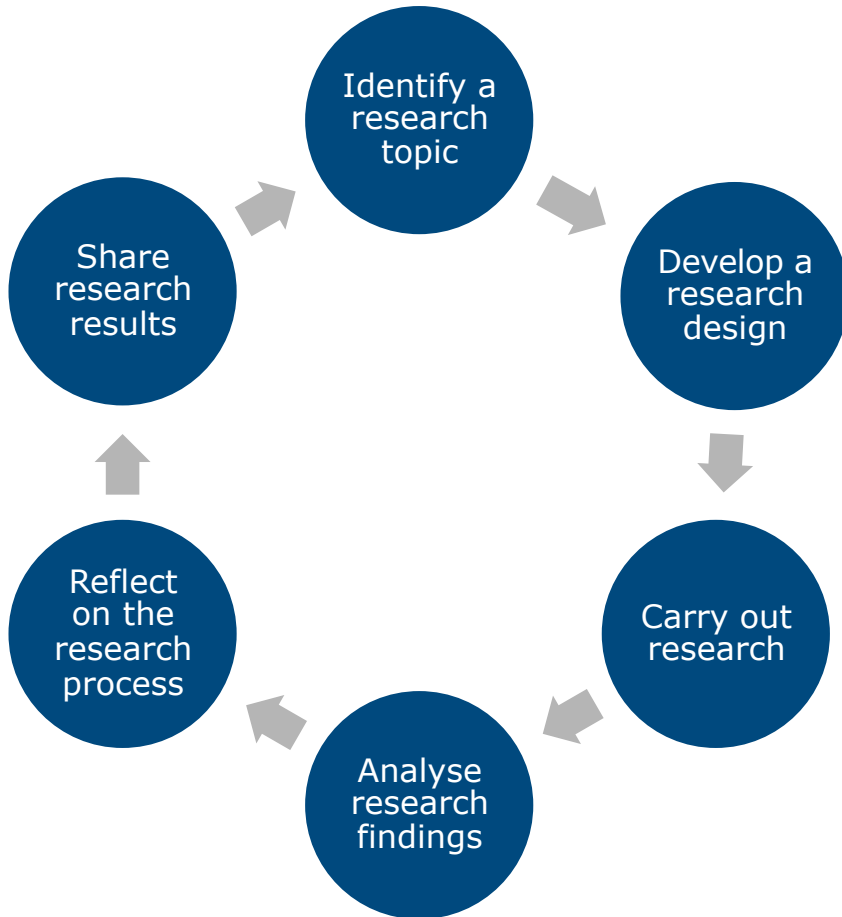 Identify a
research
topic
Develop a
research
design
Carry out
research
Analyse
research
findings
Reflect
on the
research
process
Share
research
results